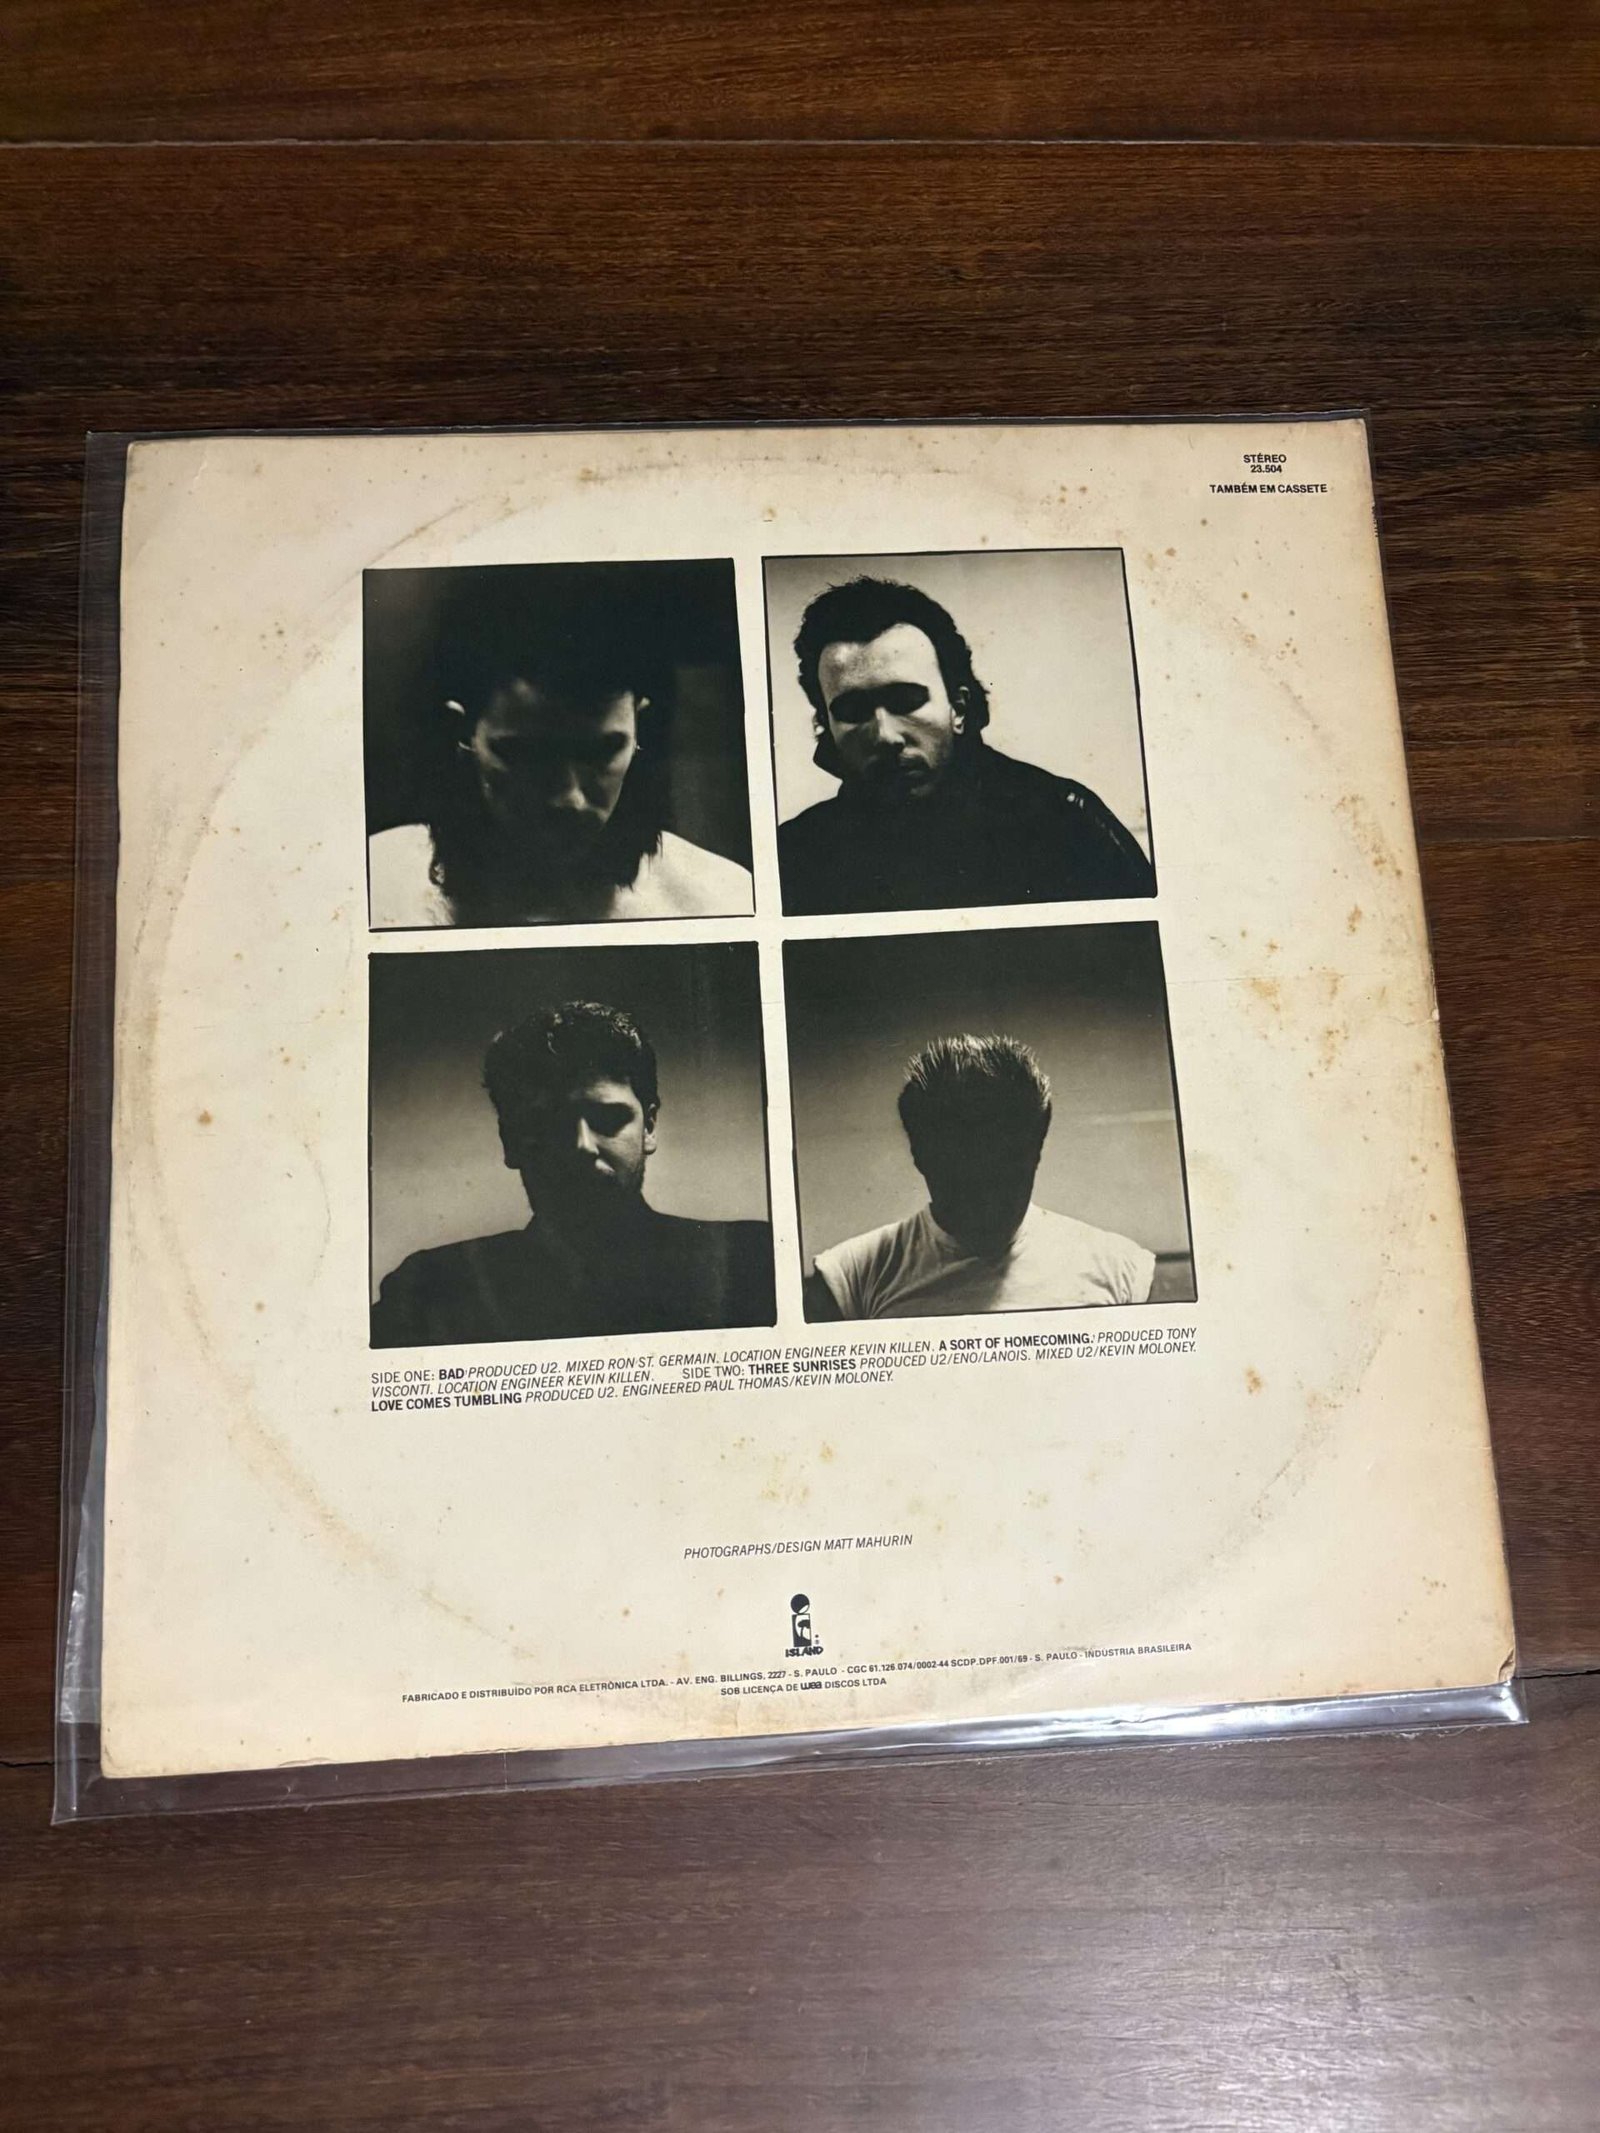 STÉREO
23.504
TAMBÉM EM CASSETE
SIDE ONE: BAD PRODUCED U2. MIXED RON ST. GERMAIN. LOCATION ENGINEER KEVIN KILLEN. A SORT OF HOMECOMING. PRODUCED TONY
VISCONTI. LOCATION ENGINEER KEVIN KILLEN. SIDE TWO: THREE SUNRISES PRODUCED U2/ENO/LANOIS. MIXED U2/KEVIN MOLONEY.
LOVE COMES TUMBLING PRODUCED U2. ENGINEERED PAUL THOMAS/KEVIN MOLONEY.
PHOTOGRAPHS/DESIGN MATT MAHURIN
ISLAND
FABRICADO E DISTRIBUÍDO POR RCA ELETRÔNICA LTDA. - AV. ENG. BILLINGS, 2227 - S. PAULO - CGC 61.126.074/0002-44 SCDP.DPF.001/69 - S. PAULO - INDÚSTRIA BRASILEIRA
SOB LICENÇA DE wea DISCOS LTDA